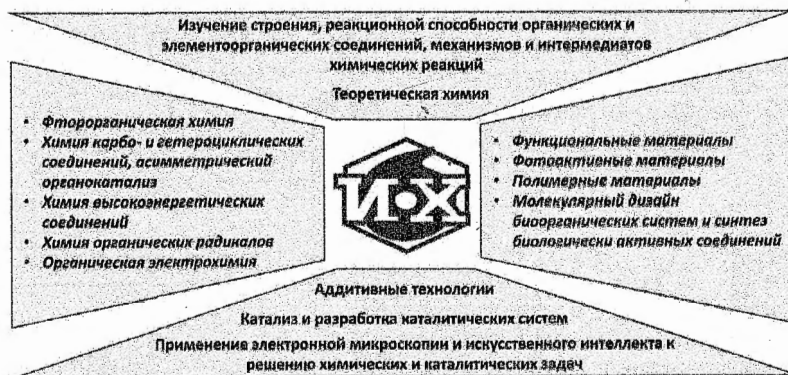 Изучение строения, реакционной способности органических и
элементоорганических соединений, механизмов и интермедиатов
химических реакций
Теоретическая химия
• Фторорганическая химия
• Химия карбо- и гетероциклических
соединений, асимметрический
органокатализ
• Химия высокоэнергетических
соединений
• Химия органических радикалов
• Органическая электрохимия
И•Х
• Функциональные материалы
• Фотоактивные материалы
• Полимерные материалы
• Молекулярный дизайн
биоорганических систем и синтез
биологически активных соединений
Аддитивные технологии
Катализ и разработка каталитических систем
Применение электронной микроскопии и искусственного интеллекта к
решению химических и каталитических задач